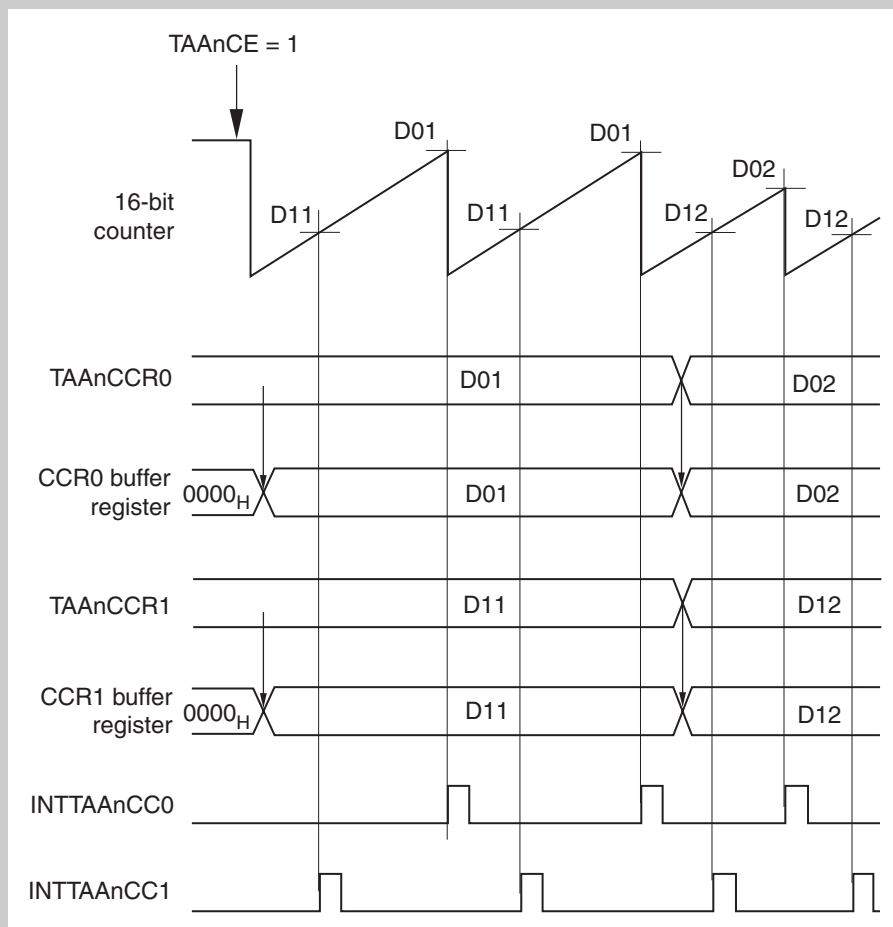 TAAnCE = 1
D01
D01
D02
D11
D11
D12
D12
16-bit
counter
TAAnCCR0
D01
D02
CCR0 buffer
register
0000H
D01
D02
TAAnCCR1
D11
D12
CCR1 buffer
register
0000H
D11
D12
INTTAAnCC0
INTTAAnCC1